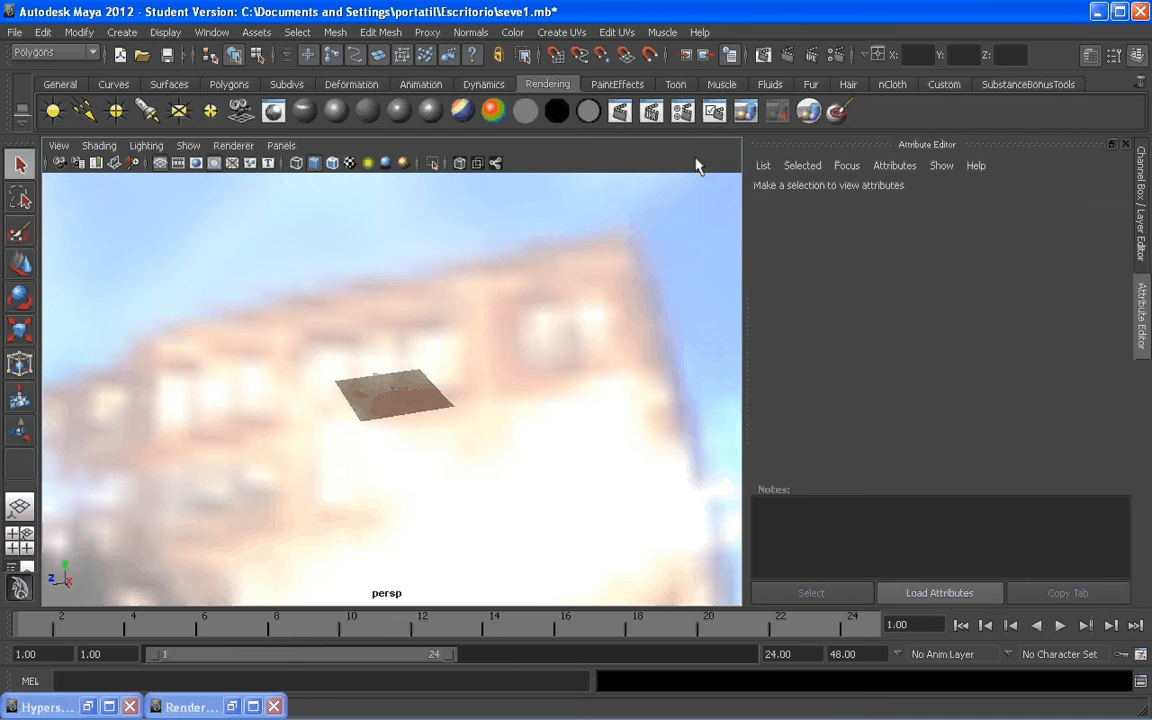 Autodesk Maya 2012 - Student Version: C:\Documents and Settings\portatil\Escritorio\seve1.mb*
File Edit Modify Create Display Window Assets Select Mesh Edit Mesh Proxy Normals Color Create UVs Edit UVs Muscle Help
Polygons X: Y: Z:
General Curves Surfaces Polygons Subdivs Deformation Animation Dynamics Rendering PaintEffects Toon Muscle Fluids Fur Hair nCloth Custom SubstanceBonusTools
View Shading Lighting Show Renderer Panels
Attribute Editor
List Selected Focus Attributes Show Help
Make a selection to view attributes
Channel Box / Layer Editor
Attribute Editor
Notes:
Select Load Attributes Copy Tab
y
z x
persp
2 4 6 8 10 12 14 16 18 20 22 24 1.00
1.00 1.00 1 24 24.00 48.00 No Anim Layer No Character Set
MEL
Hypers... Render...